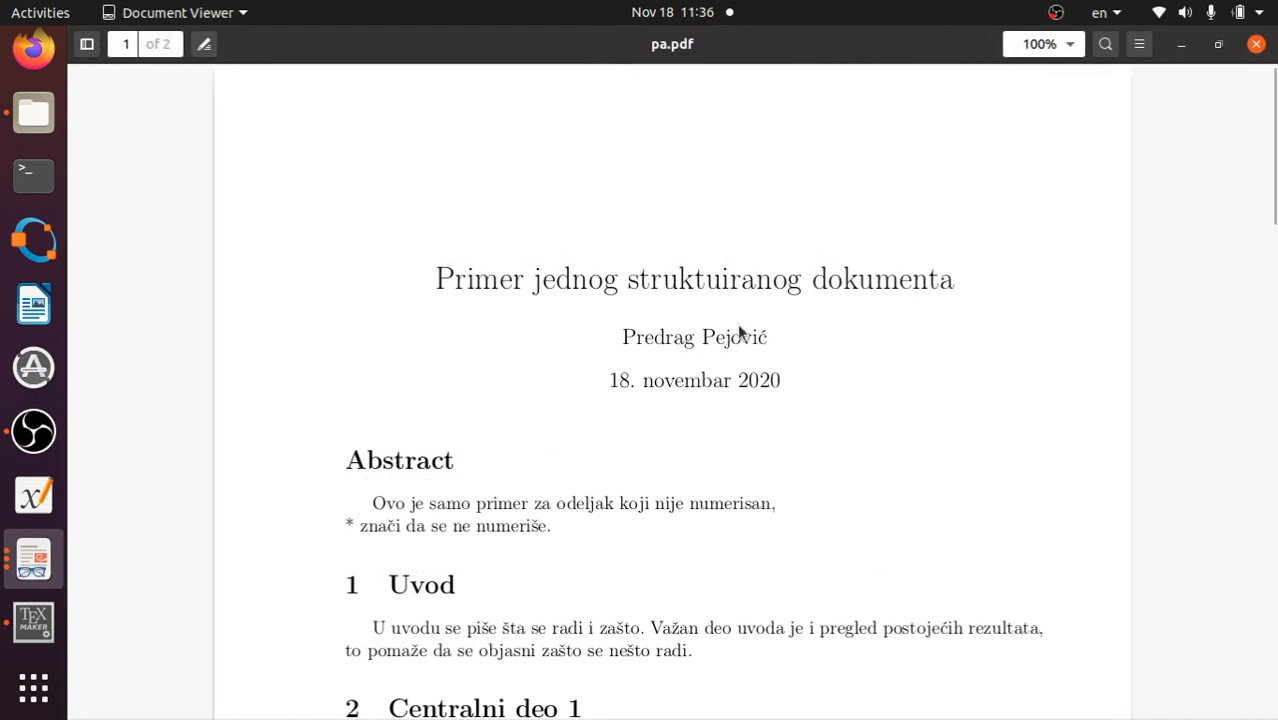 Activities
Document Viewer
Nov 18 11:36
en
1 of 2
pa.pdf
100%
Primer jednog struktuiranog dokumenta
Predrag Pejović
18. novembar 2020
Abstract
Ovo je samo primer za odeljak koji nije numerisan,
* znači da se ne numeriše.
1 Uvod
U uvodu se piše šta se radi i zašto. Važan deo uvoda je i pregled postojećih rezultata,
to pomaže da se objasni zašto se nešto radi.
2 Centralni deo 1
>_
TEX
MAKER